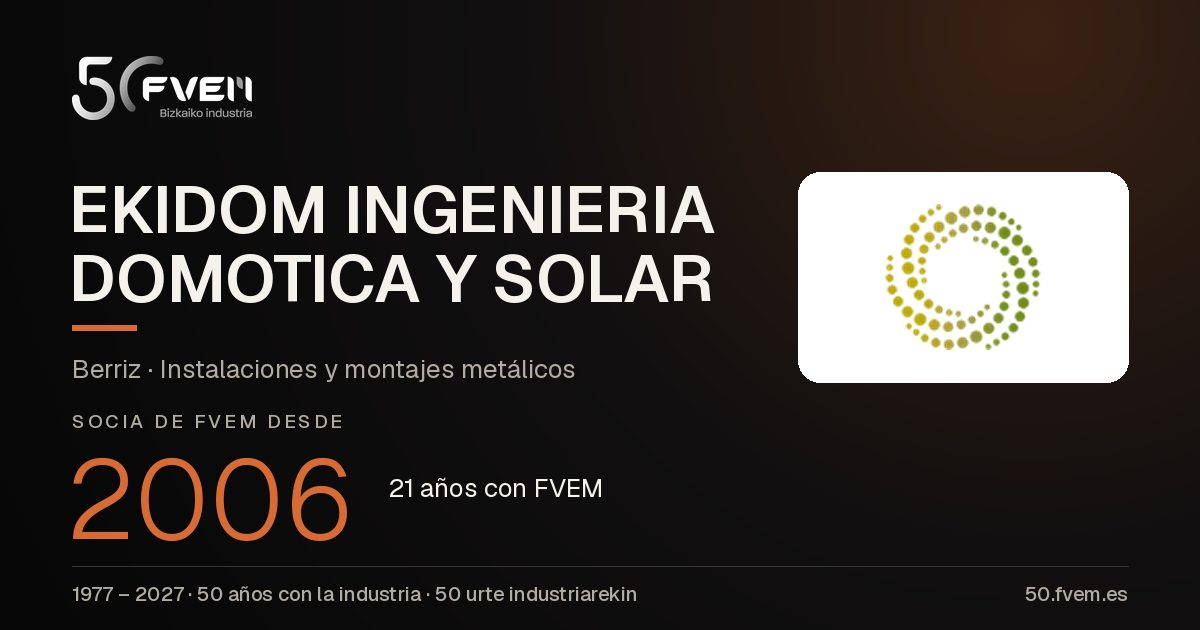 50 FVEM
Bizkaiko industria
EKIDOM INGENIERIA
DOMOTICA Y SOLAR
Berriz · Instalaciones y montajes metálicos
SOCIA DE FVEM DESDE
2006
21 años con FVEM
1977 – 2027 · 50 años con la industria · 50 urte industriarekin
50.fvem.es